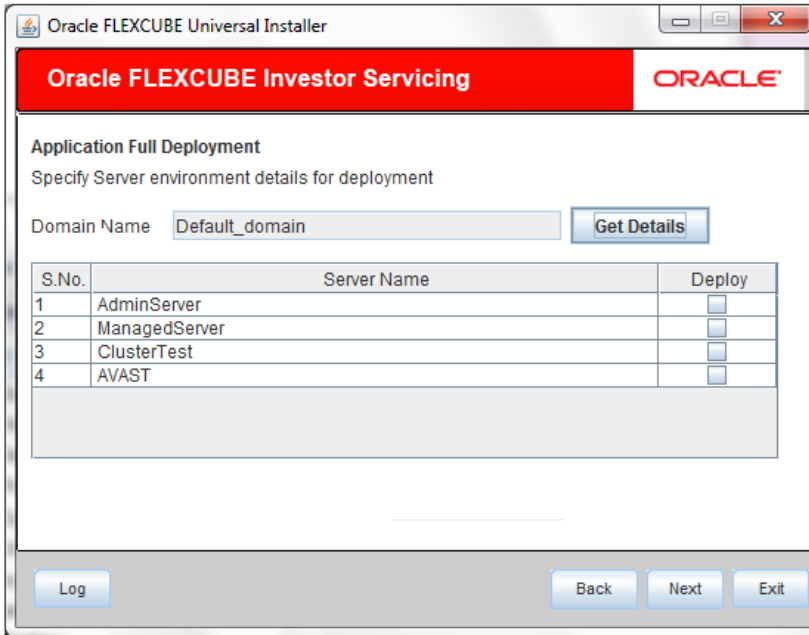 Oracle FLEXCUBE Universal Installer
Oracle FLEXCUBE Investor Servicing
ORACLE
Application Full Deployment
Specify Server environment details for deployment
Domain Name Default_domain Get Details
S.No. Server Name Deploy
1 AdminServer
2 ManagedServer
3 ClusterTest
4 AVAST
Log Back Next Exit